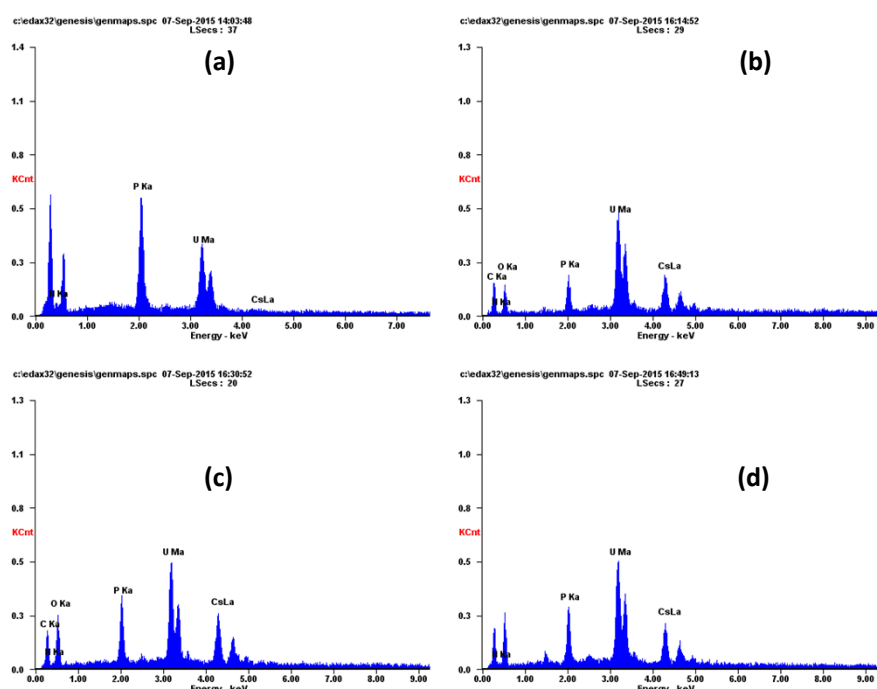 c:\edax32\genesis\genmaps.spc 07-Sep-2015 14:03:48
LSecs : 37
(a)
1.4
1.1
0.8
KCnt
0.5
0.3
0.0
P Ka
U Ma
N Ka
CsLa
0.00 1.00 2.00 3.00 4.00 5.00 6.00 7.00
Energy - keV
c:\edax32\genesis\genmaps.spc 07-Sep-2015 16:14:52
LSecs : 29
(b)
1.3
1.0
0.8
KCnt
0.5
0.3
0.0
U Ma
O Ka
P Ka
CsLa
C Ka
N Ka
0.00 1.00 2.00 3.00 4.00 5.00 6.00 7.00 8.00 9.00
Energy - keV
c:\edax32\genesis\genmaps.spc 07-Sep-2015 16:30:52
LSecs : 20
(c)
1.3
1.0
0.8
KCnt
0.5
0.3
0.0
U Ma
P Ka
O Ka
CsLa
C Ka
N Ka
0.00 1.00 2.00 3.00 4.00 5.00 6.00 7.00 8.00 9.00
Energy - keV
c:\edax32\genesis\genmaps.spc 07-Sep-2015 16:49:13
LSecs : 27
(d)
1.3
1.0
0.8
KCnt
0.5
0.3
0.0
U Ma
P Ka
CsLa
N Ka
0.00 1.00 2.00 3.00 4.00 5.00 6.00 7.00 8.00 9.00
Energy - keV